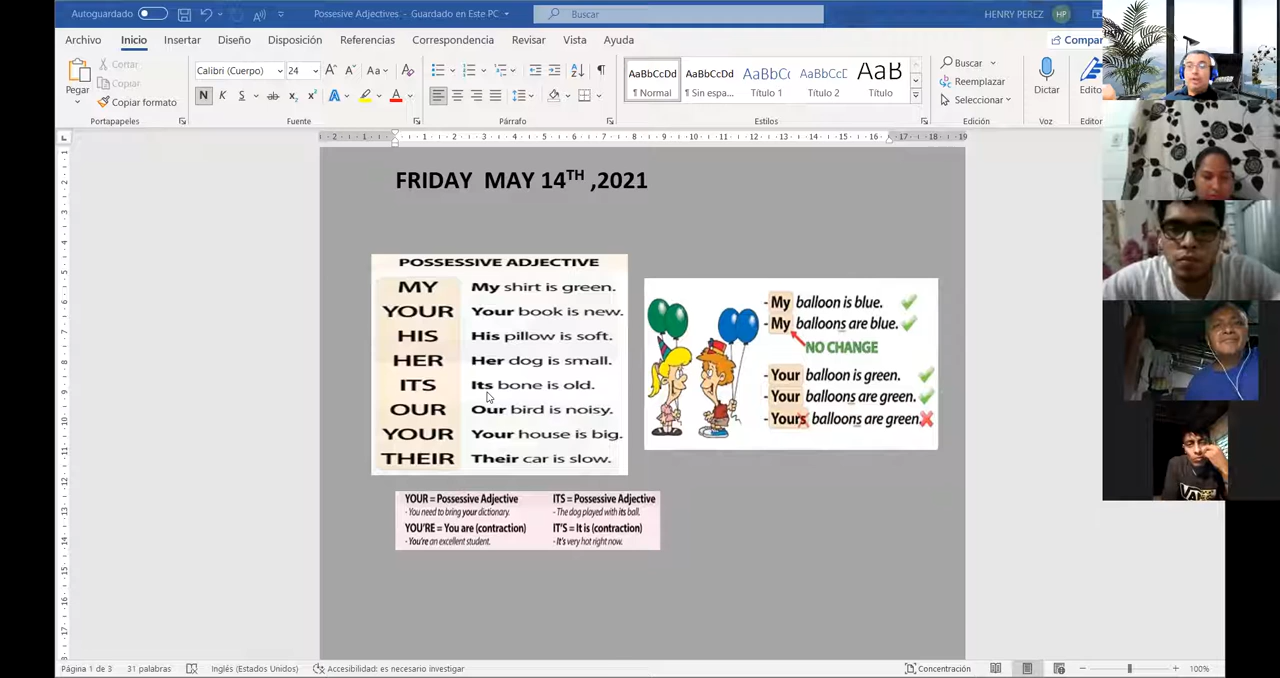 Autoguardado
Possesive Adjectives - Guardado en Este PC
Buscar
HENRY PEREZ
HP
Archivo
Inicio
Insertar
Diseño
Disposición
Referencias
Correspondencia
Revisar
Vista
Ayuda
Compar
Pegar
Cortar
Copiar
Copiar formato
Portapapeles
Calibri (Cuerpo)
24
Fuente
Párrafo
AaBbCcDd
¶ Normal
AaBbCcDd
¶ Sin espa...
AaBbCc
Título 1
AaBbCcD
Título 2
AaB
Título
Estilos
Buscar
Reemplazar
Seleccionar
Edición
Dictar
Voz
Edito
Editor
FRIDAY MAY 14TH ,2021
POSSESSIVE ADJECTIVE
MY My shirt is green.
YOUR Your book is new.
HIS His pillow is soft.
HER Her dog is small.
ITS Its bone is old.
OUR Our bird is noisy.
YOUR Your house is big.
THEIR Their car is slow.
- My balloon is blue.
- My balloons are blue.
NO CHANGE
- Your balloon is green.
- Your balloons are green.
- Yours balloons are green.
YOUR = Possessive Adjective
- You need to bring your dictionary.
YOU'RE = You are (contraction)
- You're an excellent student.
ITS = Possessive Adjective
- The dog played with its ball.
IT'S = It is (contraction)
- It's very hot right now.
Página 1 de 3
31 palabras
Inglés (Estados Unidos)
Accesibilidad: es necesario investigar
Concentración
100%